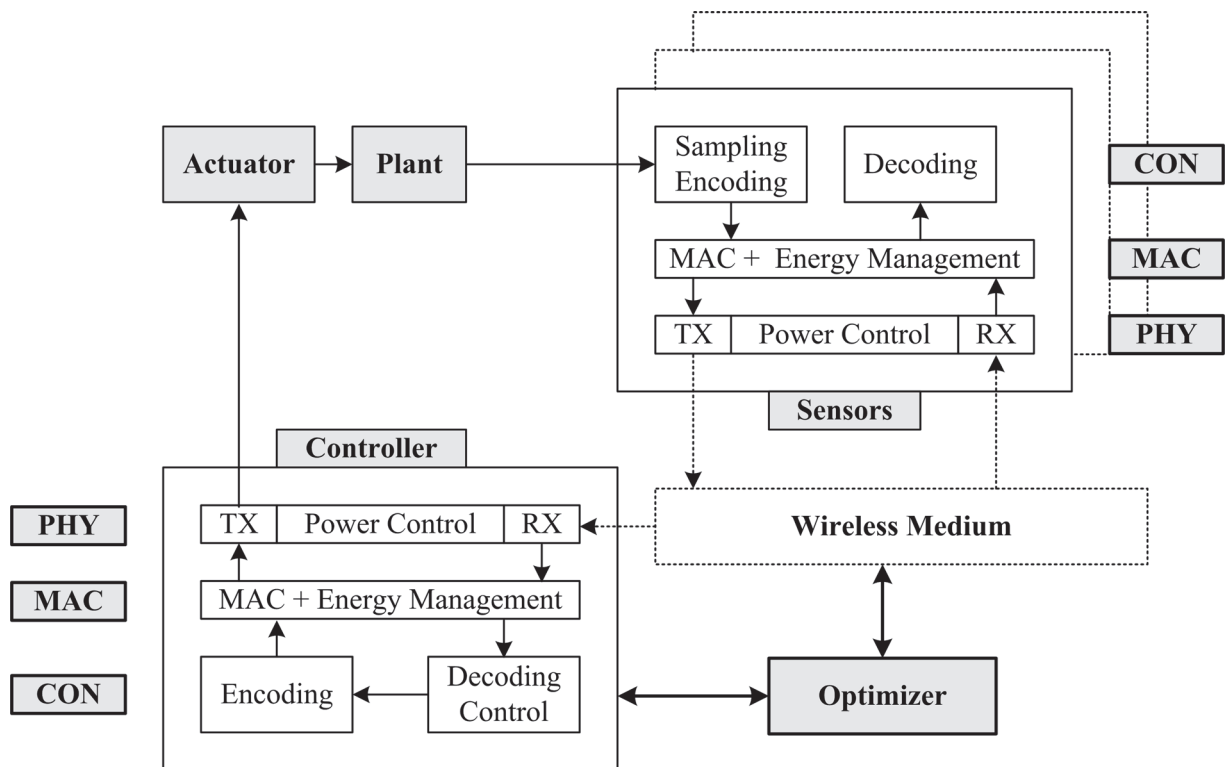 Actuator
Plant
Sampling
Encoding
Decoding
CON
MAC + Energy Management
MAC
TX
Power Control
RX
PHY
Sensors
Controller
PHY
TX
Power Control
RX
Wireless Medium
MAC
MAC + Energy Management
CON
Encoding
Decoding
Control
Optimizer